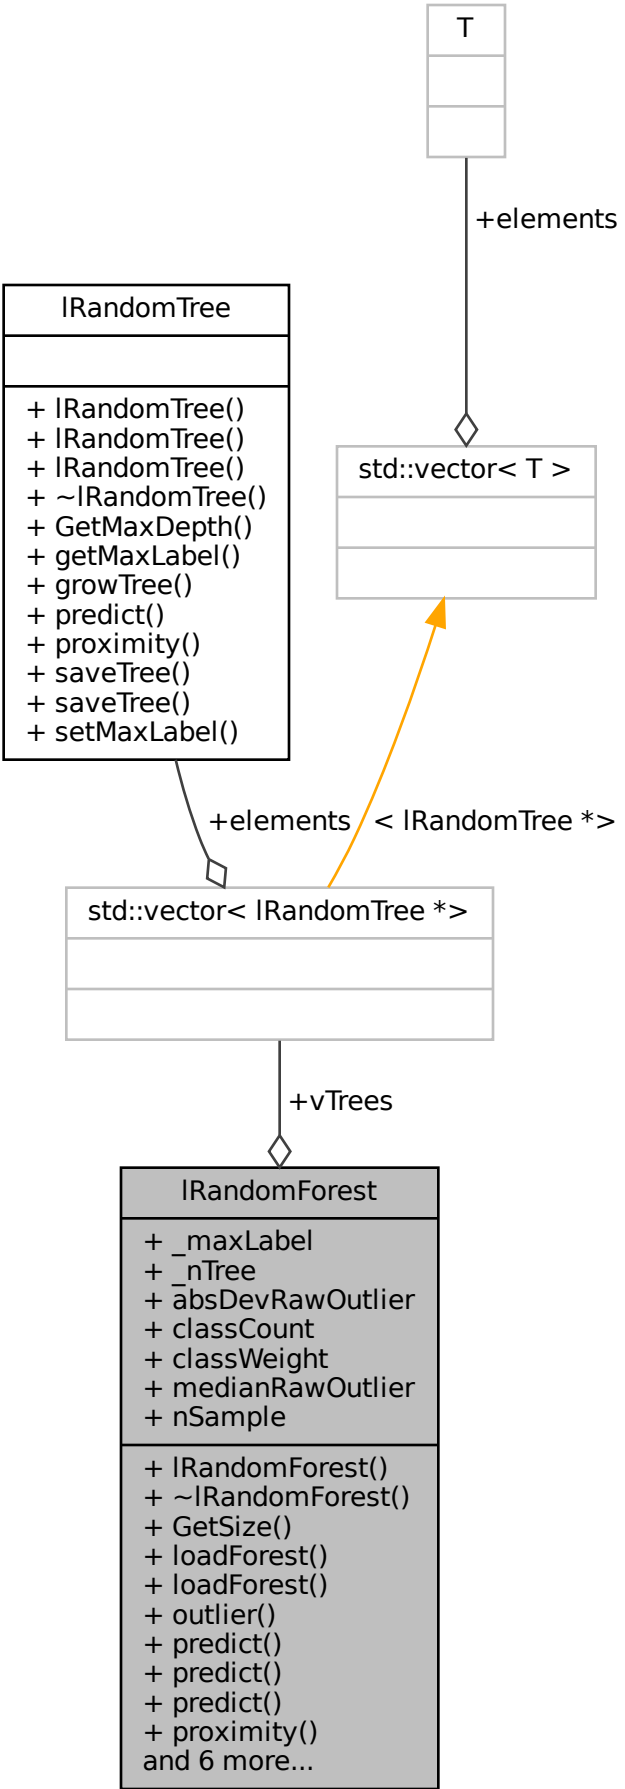 T
+elements
lRandomTree
+ lRandomTree()
+ lRandomTree()
+ lRandomTree()
+ ~lRandomTree()
+ GetMaxDepth()
+ getMaxLabel()
+ growTree()
+ predict()
+ proximity()
+ saveTree()
+ saveTree()
+ setMaxLabel()
std::vector< T >
+elements
< lRandomTree *>
std::vector< lRandomTree *>
+vTrees
lRandomForest
+ _maxLabel
+ _nTree
+ absDevRawOutlier
+ classCount
+ classWeight
+ medianRawOutlier
+ nSample
+ lRandomForest()
+ ~lRandomForest()
+ GetSize()
+ loadForest()
+ loadForest()
+ outlier()
+ predict()
+ predict()
+ predict()
+ proximity()
and 6 more...